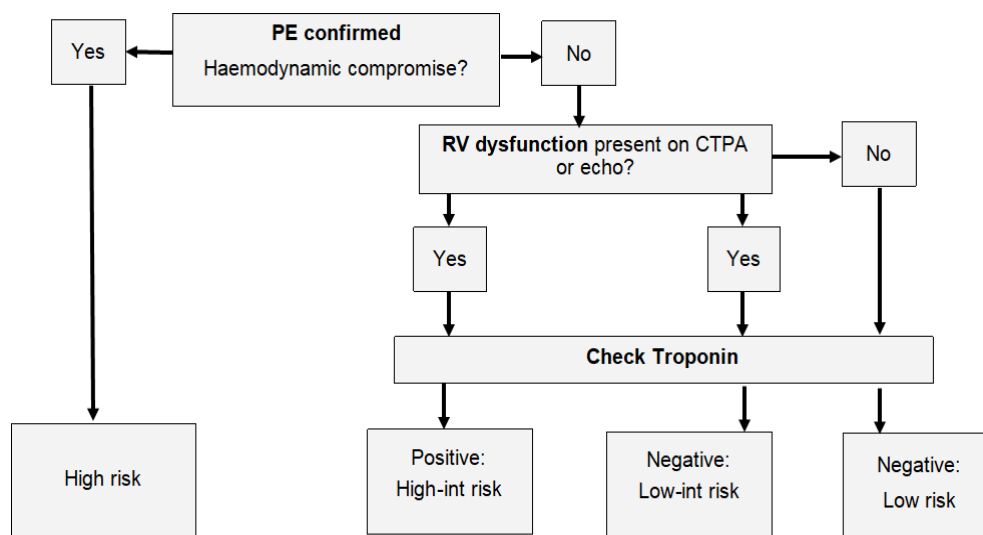 Yes
PE confirmed
Haemodynamic compromise?
No
RV dysfunction present on CTPA
or echo?
No
Yes
Yes
Check Troponin
High risk
Positive:
High-int risk
Negative:
Low-int risk
Negative:
Low risk